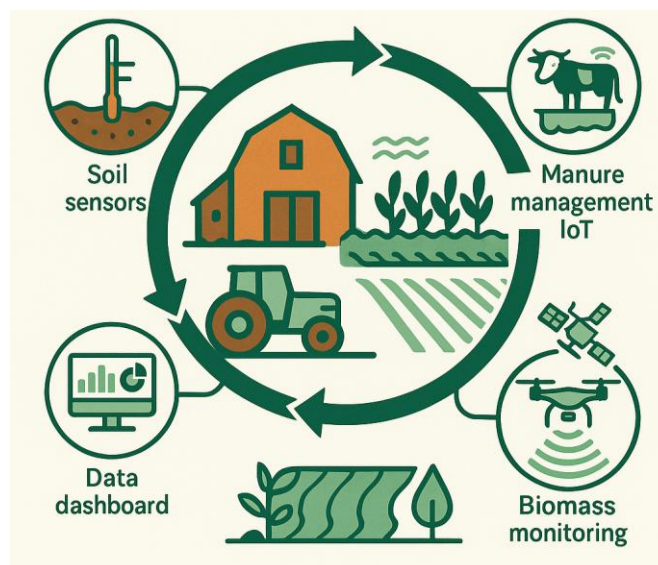 Soil
sensors
Manure
management
IoT
Data
dashboard
Biomass
monitoring